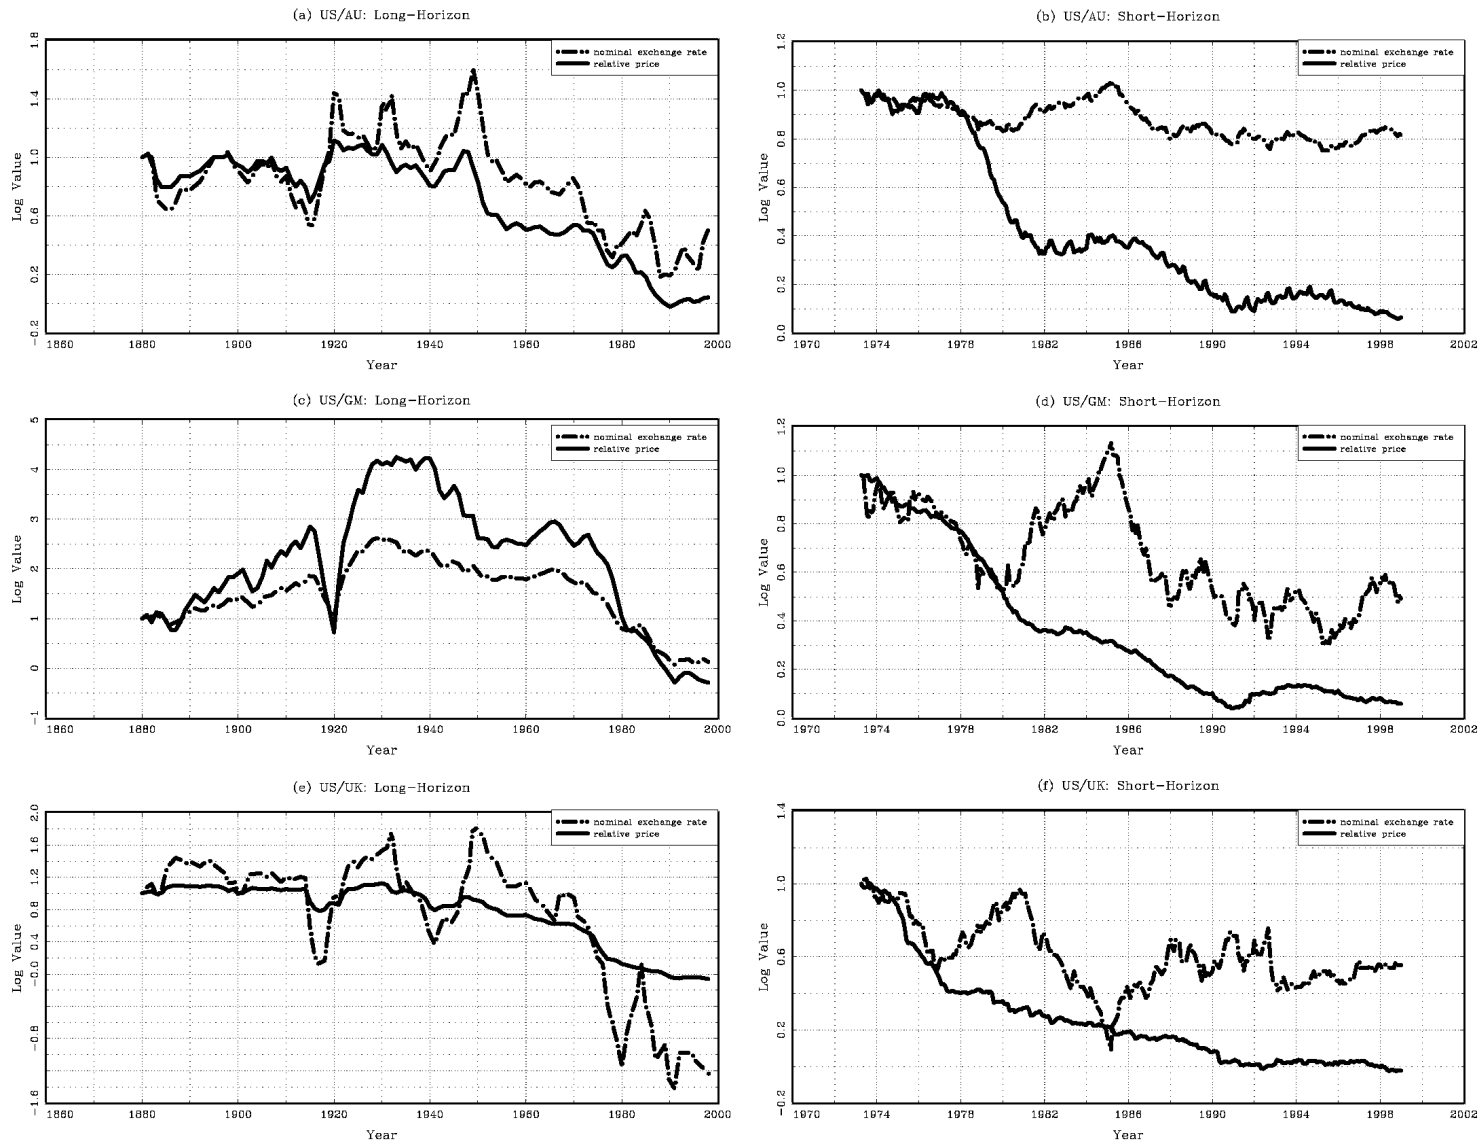 (a) US/AU: Long-Horizon
nominal exchange rate
relative price
Log Value
1.8
1.4
1.0
0.6
0.2
-0.2
1860 1880 1900 1920 1940 1960 1980 2000
Year
(b) US/AU: Short-Horizon
nominal exchange rate
relative price
Log Value
1.2
1.0
0.8
0.6
0.4
0.2
0.0
1970 1974 1978 1982 1986 1990 1994 1998 2002
Year
(c) US/GM: Long-Horizon
nominal exchange rate
relative price
Log Value
5
4
3
2
1
0
-1
1860 1880 1900 1920 1940 1960 1980 2000
Year
(d) US/GM: Short-Horizon
nominal exchange rate
relative price
Log Value
1.2
1.0
0.8
0.6
0.4
0.2
0.0
1970 1974 1978 1982 1986 1990 1994 1998 2002
Year
(e) US/UK: Long-Horizon
nominal exchange rate
relative price
Log Value
2.0
1.6
1.2
0.8
0.4
-0.0
-0.8
-1.6
1860 1880 1900 1920 1940 1960 1980 2000
Year
(f) US/UK: Short-Horizon
nominal exchange rate
relative price
Log Value
1.4
1.0
0.6
0.2
-0.2
1970 1974 1978 1982 1986 1990 1994 1998 2002
Year